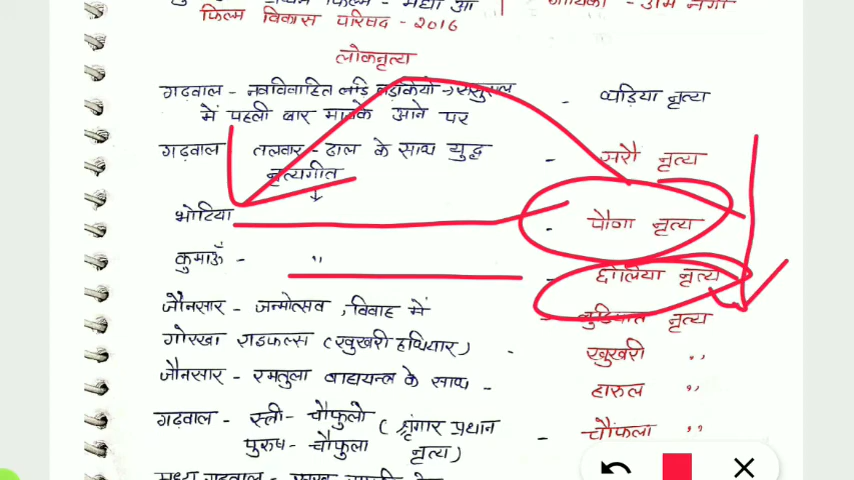 फिल्म विकास परिषद - 2016
लोकनृत्य
गढ़वाल - नवविवाहित लडकियो → ससुराल - थड़िया नृत्य
में पहली बार मायके आने पर
गढ़वाल तलवार - ढाल के साथ युद्ध - सरौं नृत्य
नृत्यगीत
भोटिया - पौणा नृत्य
कुमाऊँ - " - छोलिया नृत्य
जौनसार - जन्मोत्सव, विवाह में - बुडियात नृत्य
गोरखा राइफल्स (खुखरी हथियार) - खुखरी "
जौनसार - रमतुला वाद्ययन्त्र के साथ - हारुल "
गढ़वाल - स्त्री - चौफुलो (श्रृंगार प्रधान - चौंफला "
पुरुष - चौफुला नृत्य)